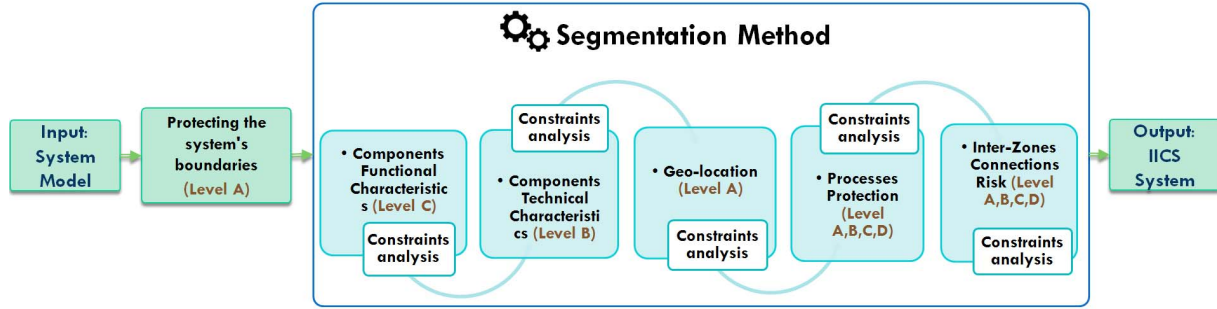 Segmentation Method
Input:
System
Model
Protecting the
system's
boundaries
(Level A)
• Components
Functional
Characteristic
s (Level C)
Constraints
analysis
Constraints
analysis
• Components
Technical
Characteristi
cs (Level B)
• Geo-location
(Level A)
Constraints
analysis
Constraints
analysis
• Processes
Protection
(Level
A,B,C,D)
• Inter-Zones
Connections
Risk (Level
A,B,C,D)
Constraints
analysis
Output:
IICS
System